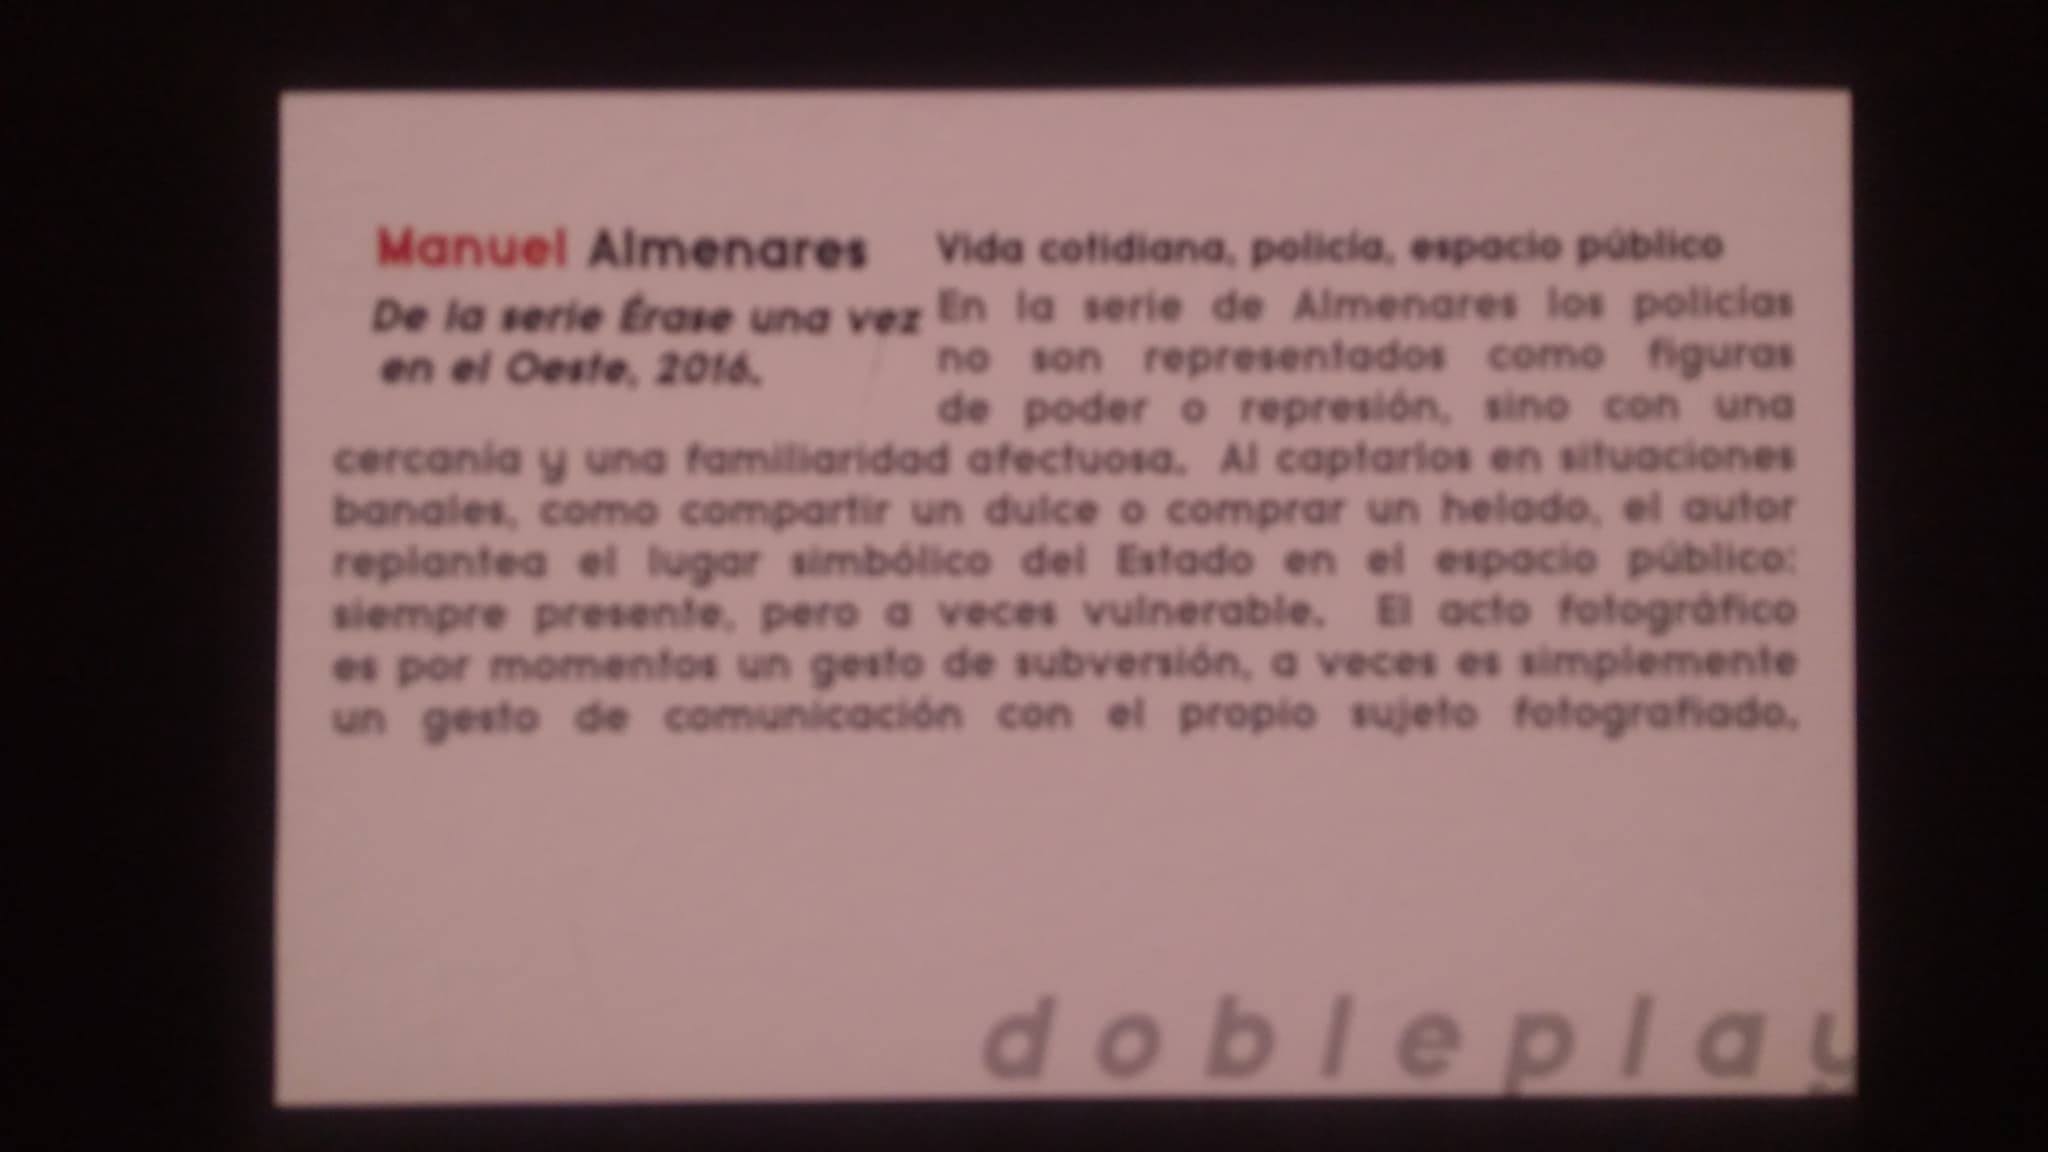 Manuel Almenares
De la serie Érase una vez
en el Oeste, 2016.
Vida cotidiana, policía, espacio público
En la serie de Almenares los policías
no son representados como figuras
de poder o represión, sino con una
cercanía y una familiaridad afectuosa. Al captarlos en situaciones
banales, como compartir un dulce o comprar un helado, el autor
replantea el lugar simbólico del Estado en el espacio público:
siempre presente, pero a veces vulnerable. El acto fotográfico
es por momentos un gesto de subversión, a veces es simplemente
un gesto de comunicación con el propio sujeto fotografiado.
dobleplay